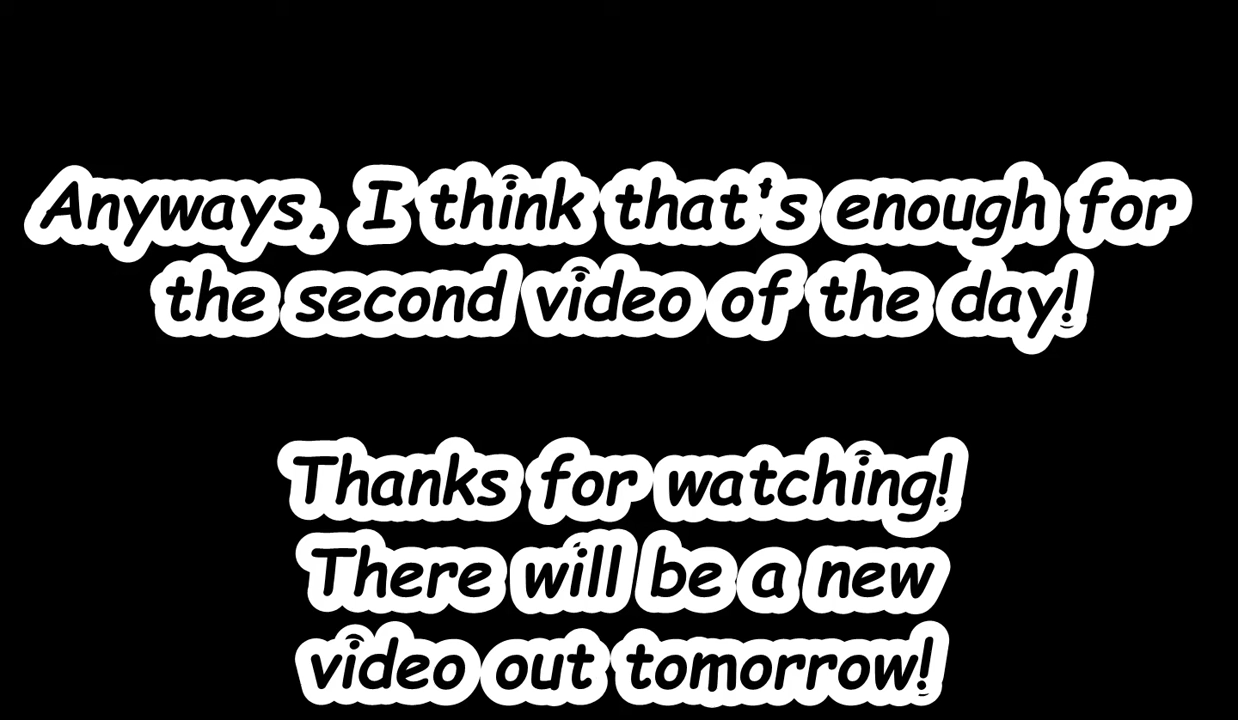 Anyways, I think that's enough for
the second video of the day!
Thanks for watching!
There will be a new
video out tomorrow!